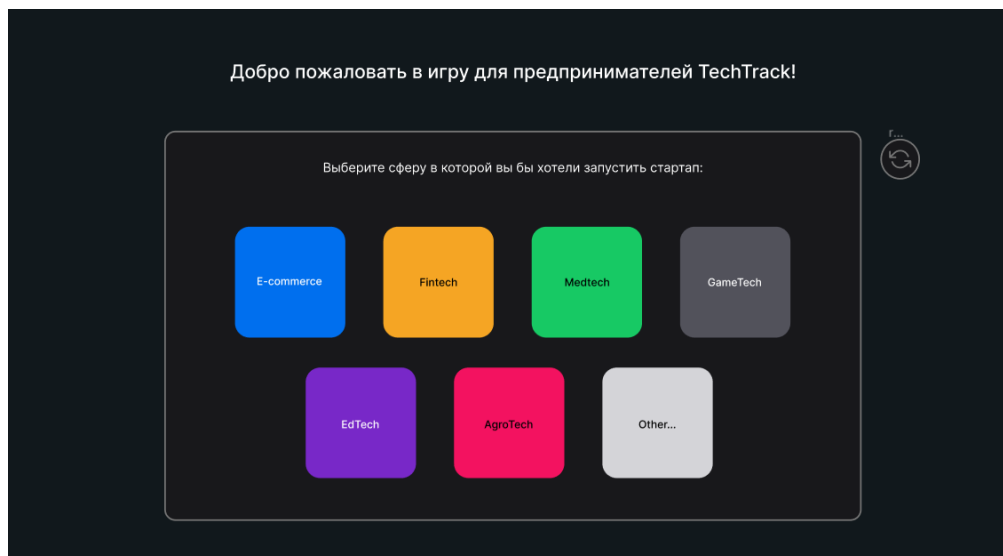 Добро пожаловать в игру для предпринимателей TechTrack!
r...
Выберите сферу в которой вы бы хотели запустить стартап:
E-commerce
Fintech
Medtech
GameTech
EdTech
AgroTech
Other...